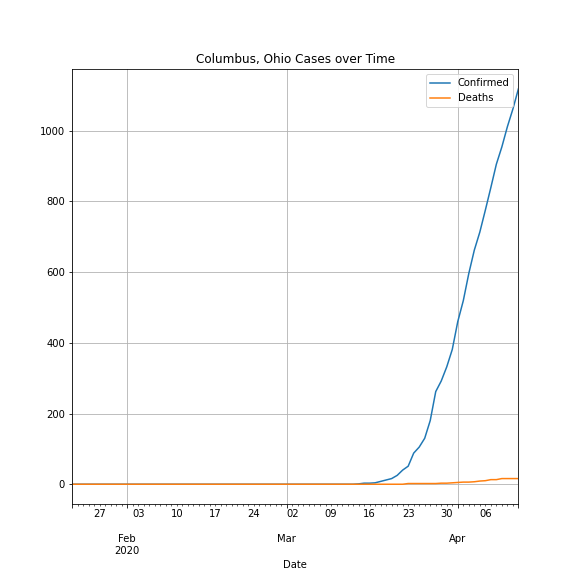 Columbus, Ohio Cases over Time
Confirmed
Deaths
1000
800
600
400
200
0
27 03 10 17 24 02 09 16 23 30 06
Feb Mar Apr
2020
Date